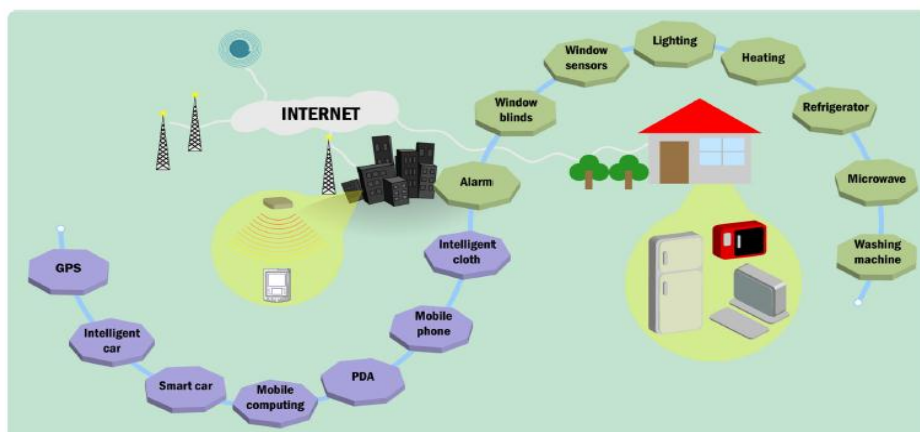 INTERNET
Window
sensors
Lighting
Heating
Window
blinds
Refrigerator
Alarm
Microwave
Washing
machine
Intelligent
cloth
GPS
Intelligent
car
Mobile
phone
Smart car
Mobile
computing
PDA